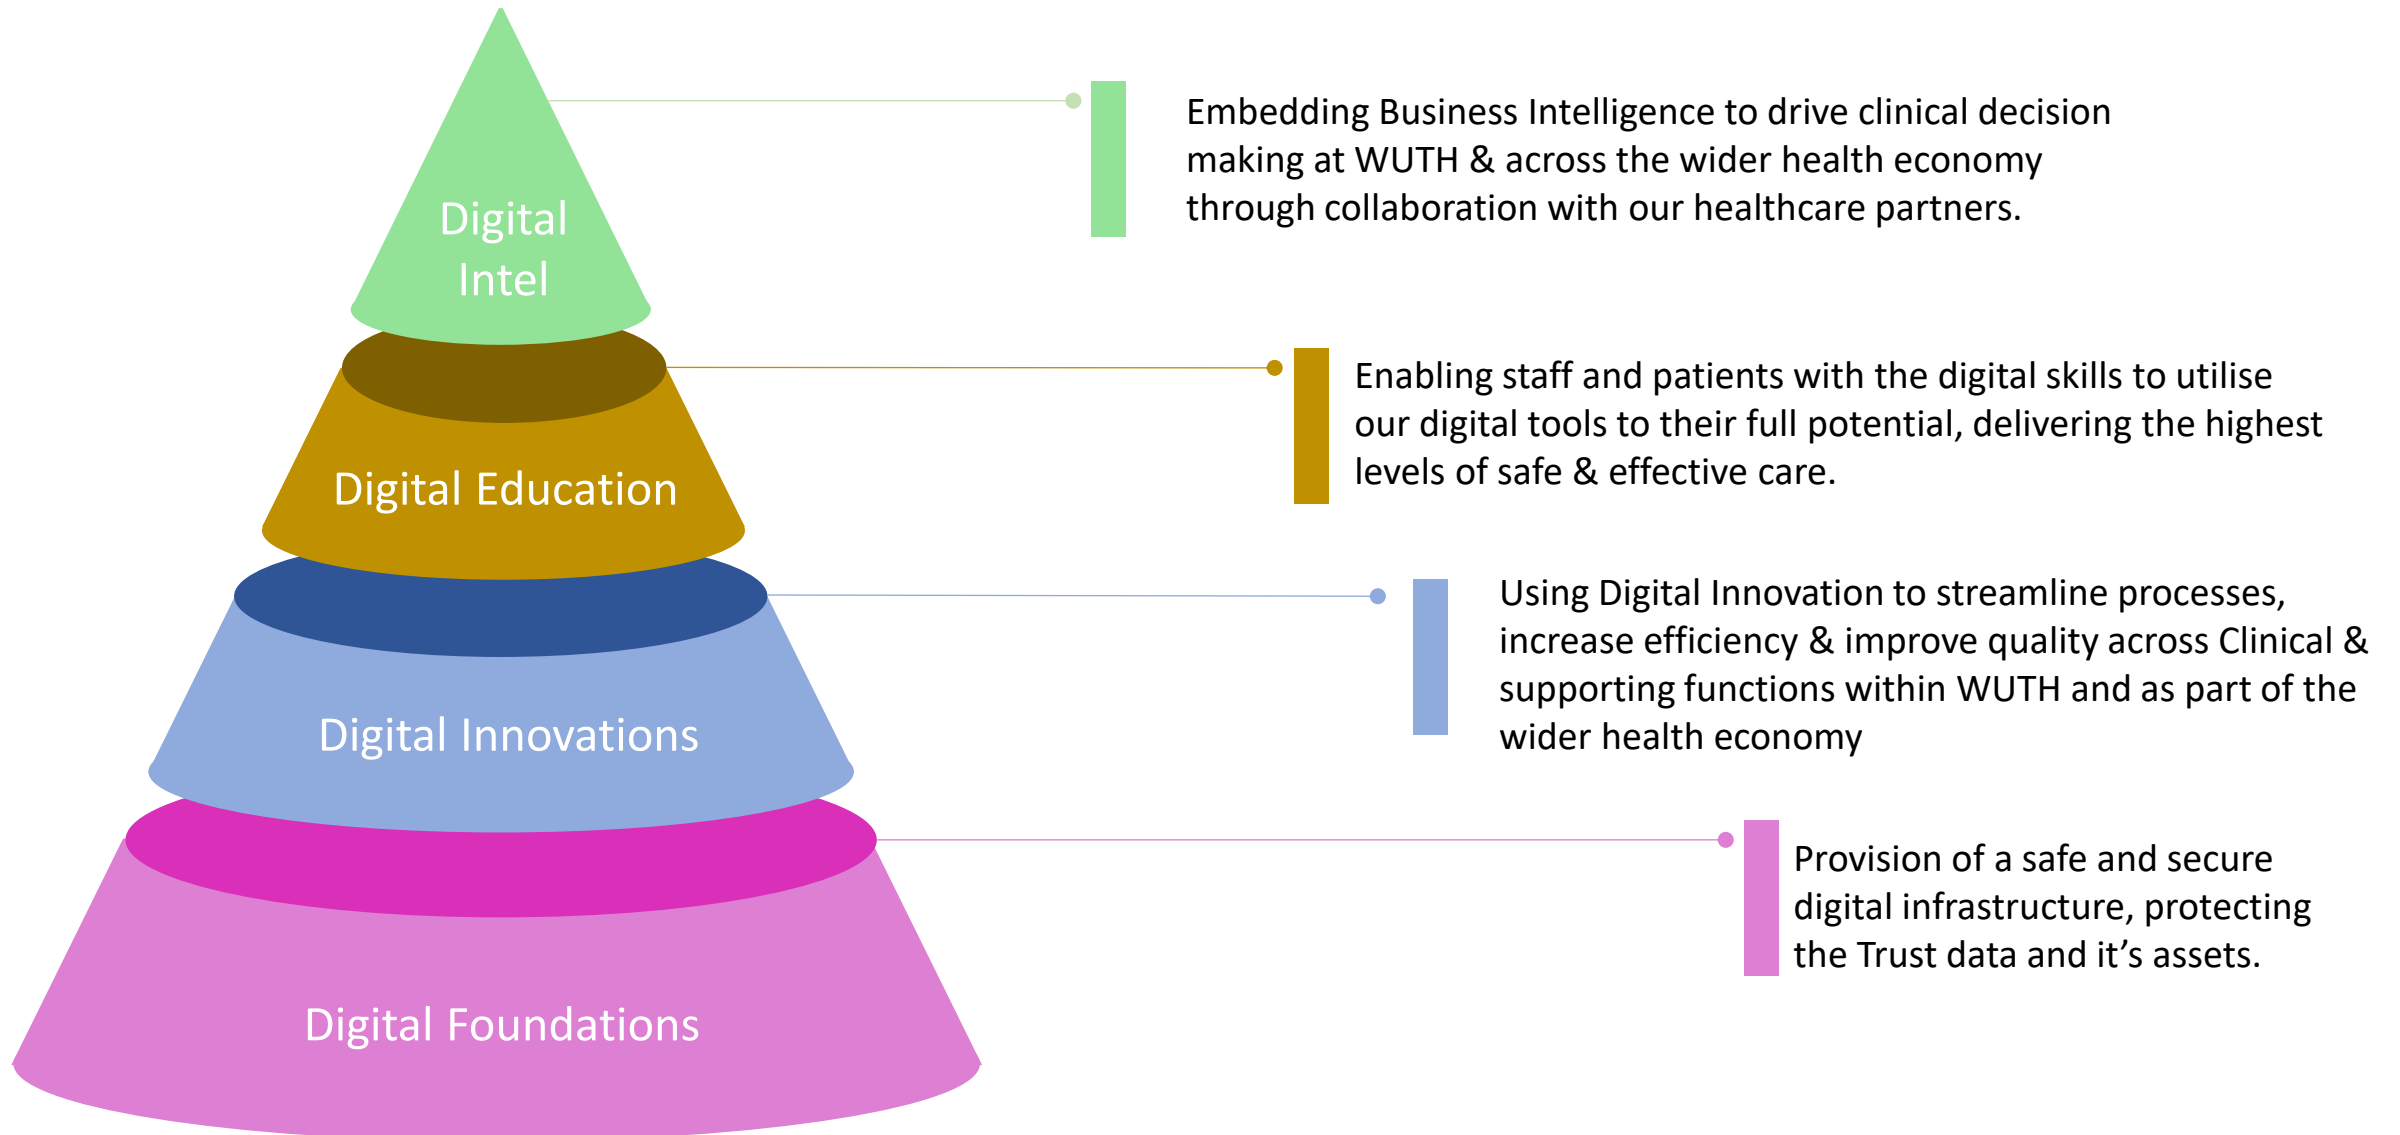 Digital
Intel
Embedding Business Intelligence to drive clinical decision
making at WUTH & across the wider health economy
through collaboration with our healthcare partners.
Digital Education
Enabling staff and patients with the digital skills to utilise
our digital tools to their full potential, delivering the highest
levels of safe & effective care.
Digital Innovations
Using Digital Innovation to streamline processes,
increase efficiency & improve quality across Clinical &
supporting functions within WUTH and as part of the
wider health economy
Digital Foundations
Provision of a safe and secure
digital infrastructure, protecting
the Trust data and it’s assets.